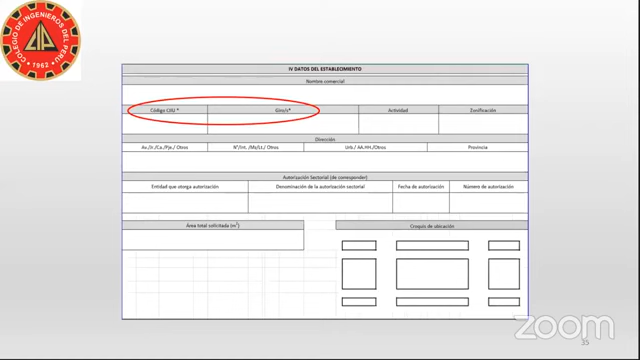 COLEGIO DE INGENIEROS DEL PERU
CIP
1962
IV DATOS DEL ESTABLECIMIENTO
Nombre comercial
Código CIIU * Giro/s* Actividad Zonificación
Dirección
Av./Jr./Ca./Pje./ Otros N°/Int. /Mz/Lt./ Otros Urb./ AA.HH./Otros Provincia
Autorización Sectorial (de corresponder)
Entidad que otorga autorización Denominación de la autorización sectorial Fecha de autorización Número de autorización
Área total solicitada (m²) Croquis de ubicación
zoom
35